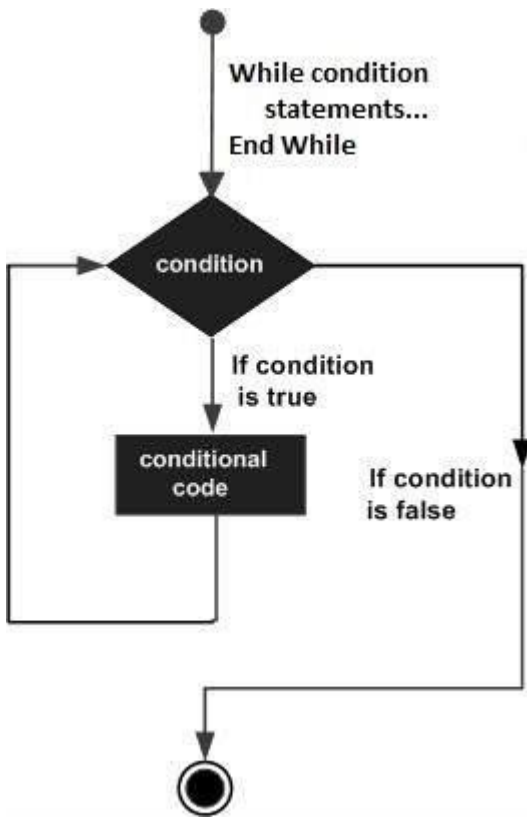 While condition
statements...
End While
condition
If condition
is true
conditional
code
If condition
is false